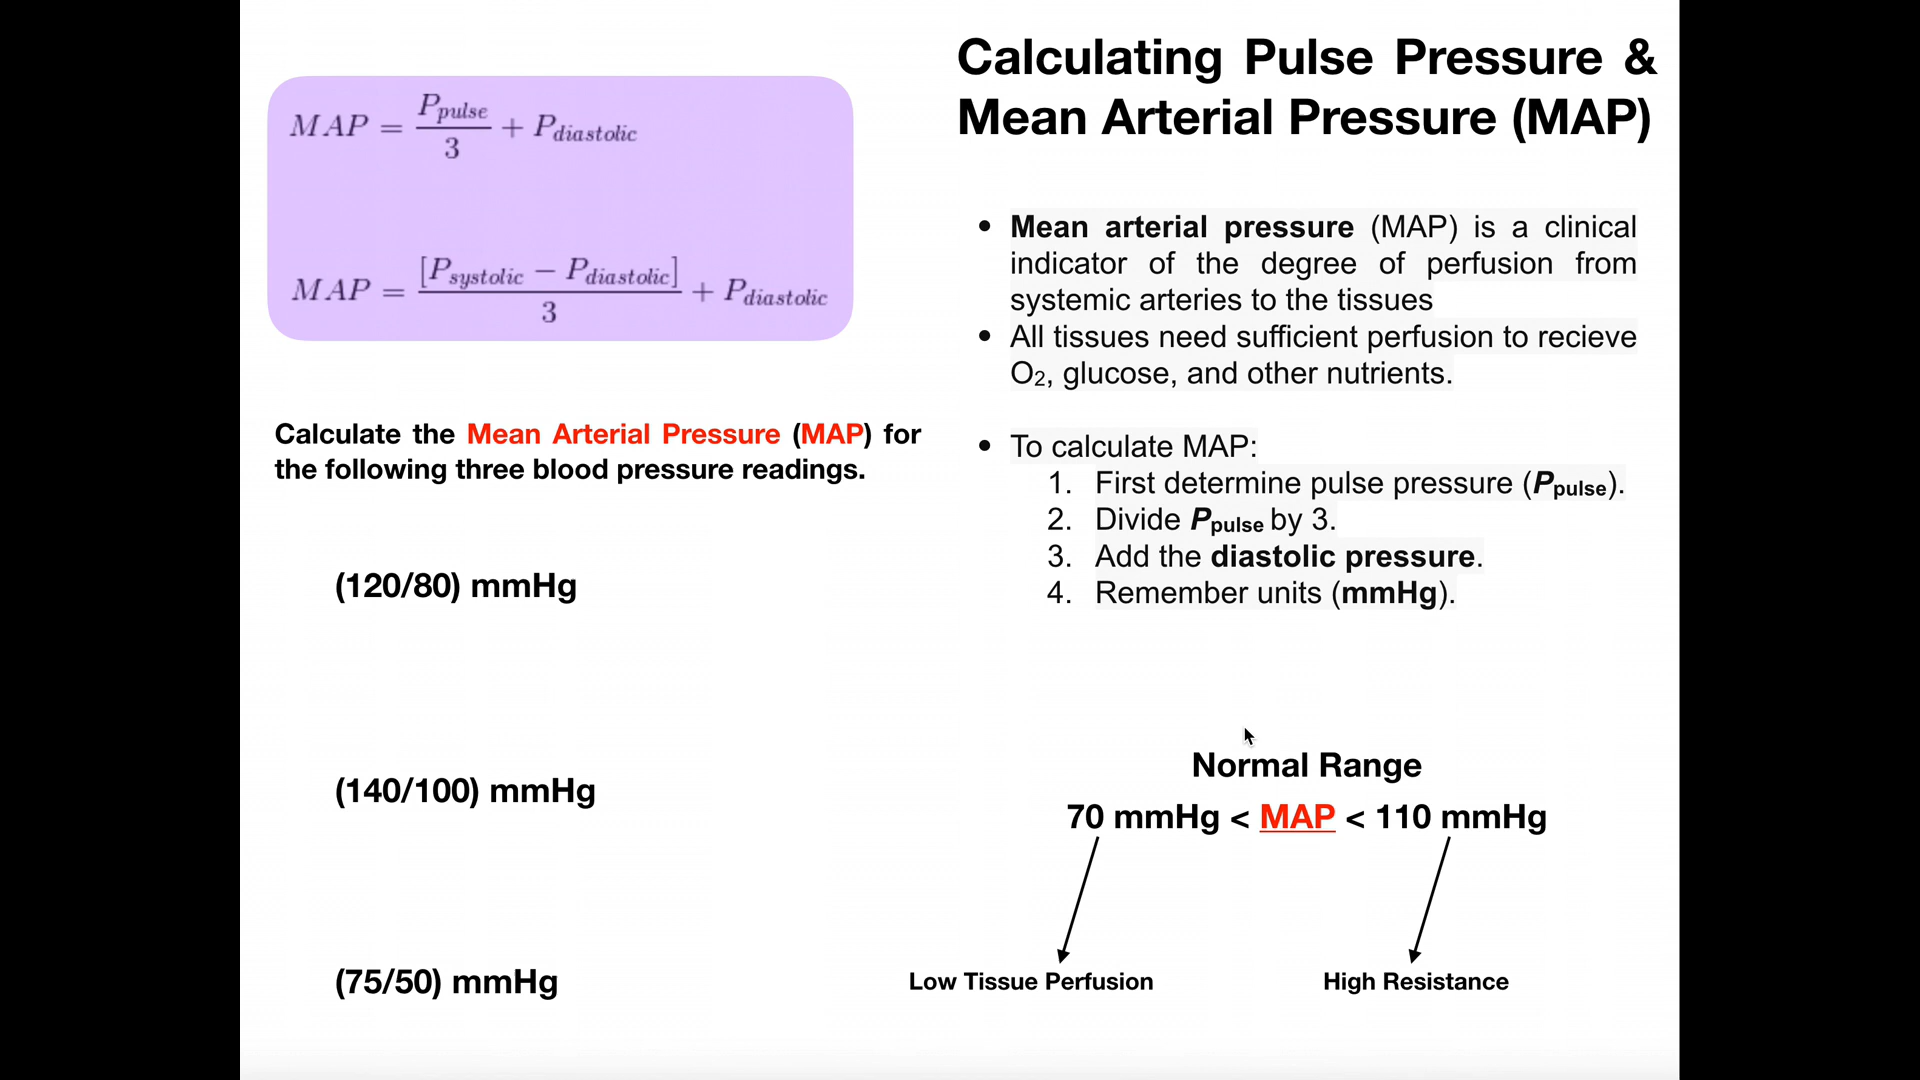 Calculating Pulse Pressure &
Mean Arterial Pressure (MAP)
MAP = P_pulse / 3 + P_diastolic
MAP = [P_systolic − P_diastolic] / 3 + P_diastolic
Calculate the Mean Arterial Pressure (MAP) for
the following three blood pressure readings.
(120/80) mmHg
(140/100) mmHg
(75/50) mmHg
• Mean arterial pressure (MAP) is a clinical
indicator of the degree of perfusion from
systemic arteries to the tissues
• All tissues need sufficient perfusion to recieve
O₂, glucose, and other nutrients.
• To calculate MAP:
1. First determine pulse pressure (P_pulse).
2. Divide P_pulse by 3.
3. Add the diastolic pressure.
4. Remember units (mmHg).
Normal Range
70 mmHg < MAP < 110 mmHg
Low Tissue Perfusion
High Resistance